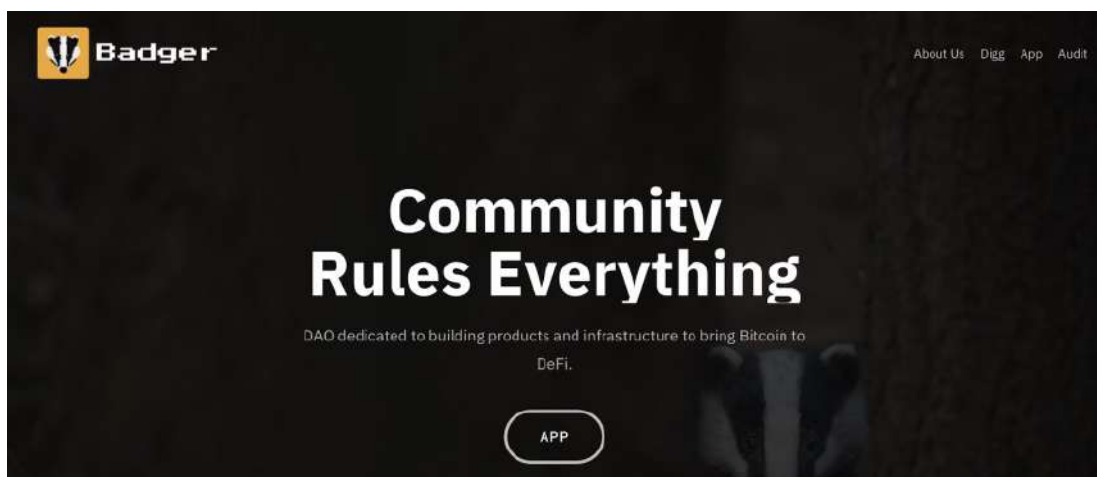 Badger
About Us Digg App Audit
Community
Rules Everything
DAO dedicated to building products and infrastructure to bring Bitcoin to
DeFi.
APP